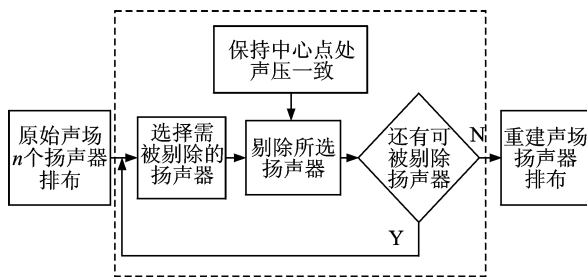 保持中心点处
声压一致
原始声场
n个扬声器
排布
选择需
被剔除的
扬声器
剔除所选
扬声器
还有可
被剔除
扬声器
N
重建声场
扬声器
排布
Y